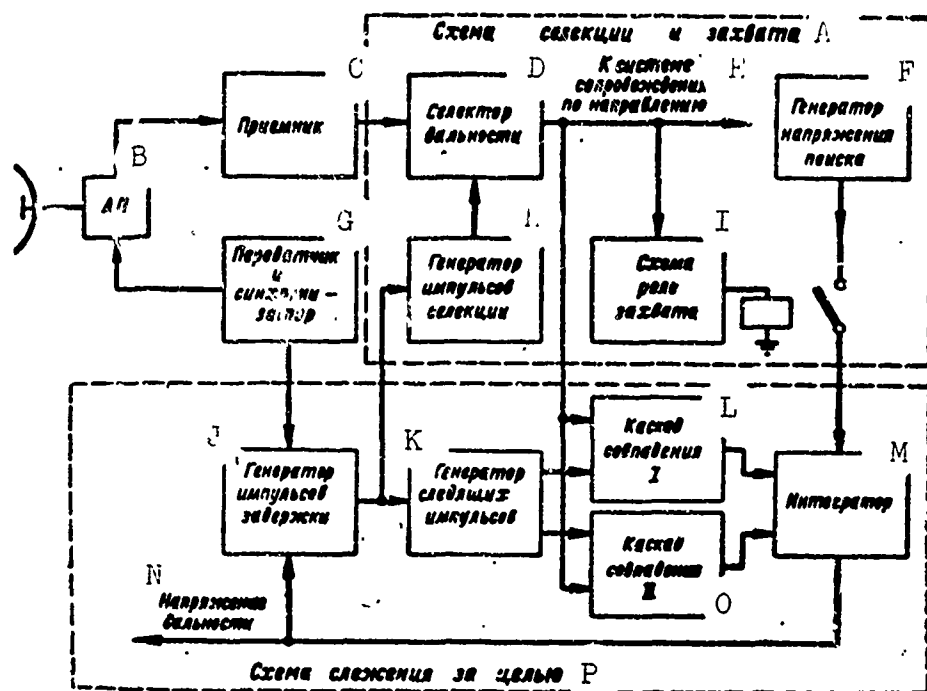 Схема селекции и захвата A
C
Приемник
D
Селектор
дальности
К системе H
сопровождения
по направлению
F
Генератор
напряжения
поиска
B
АП
G
Передатчик
и
синхрони-
затор
Генератор
импульсов
селекции
I
Схема
реле
захвата
J
Генератор
импульсов
задержки
K
Генератор
следящих
импульсов
L
Каскад
совпадения
I
M
Интегратор
Каскад
совпадения
II
O
N
Напряжение
дальности
Схема слежения за целью P